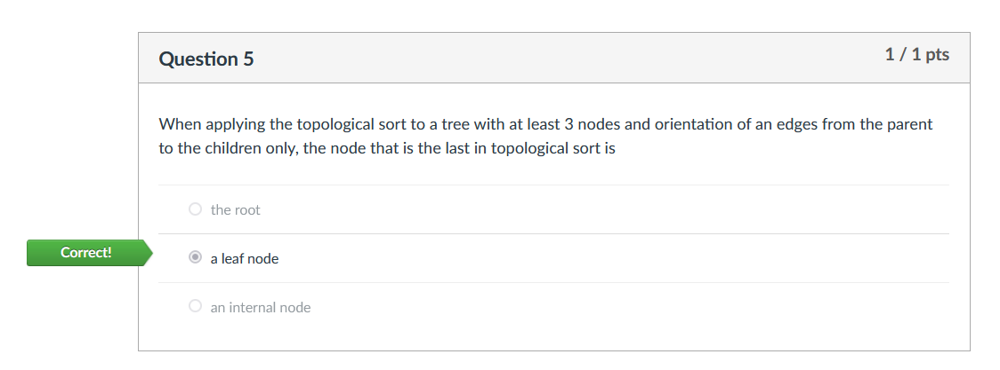 Question 5
1 / 1 pts
When applying the topological sort to a tree with at least 3 nodes and orientation of an edges from the parent
to the children only, the node that is the last in topological sort is
the root
Correct!
a leaf node
an internal node